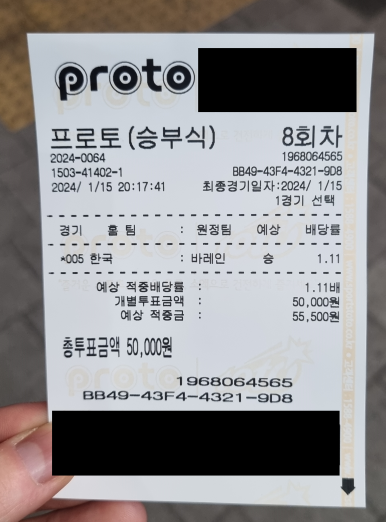 proto
프로토(승부식) 8회차
2024-0064 1968064565
1503-41402-1 BB49-43F4-4321-9D8
2024/ 1/15 20:17:41 최종경기일자:2024/ 1/15
1경기 선택
경기 홈 팀 : 원정팀 예상 배당률
*005 한국 : 바레인 승 1.11
예상 적중배당률 : 1.11배
개별투표금액 : 50,000원
예상 적중금 : 55,500원
총투표금액 50,000원
1968064565
BB49-43F4-4321-9D8